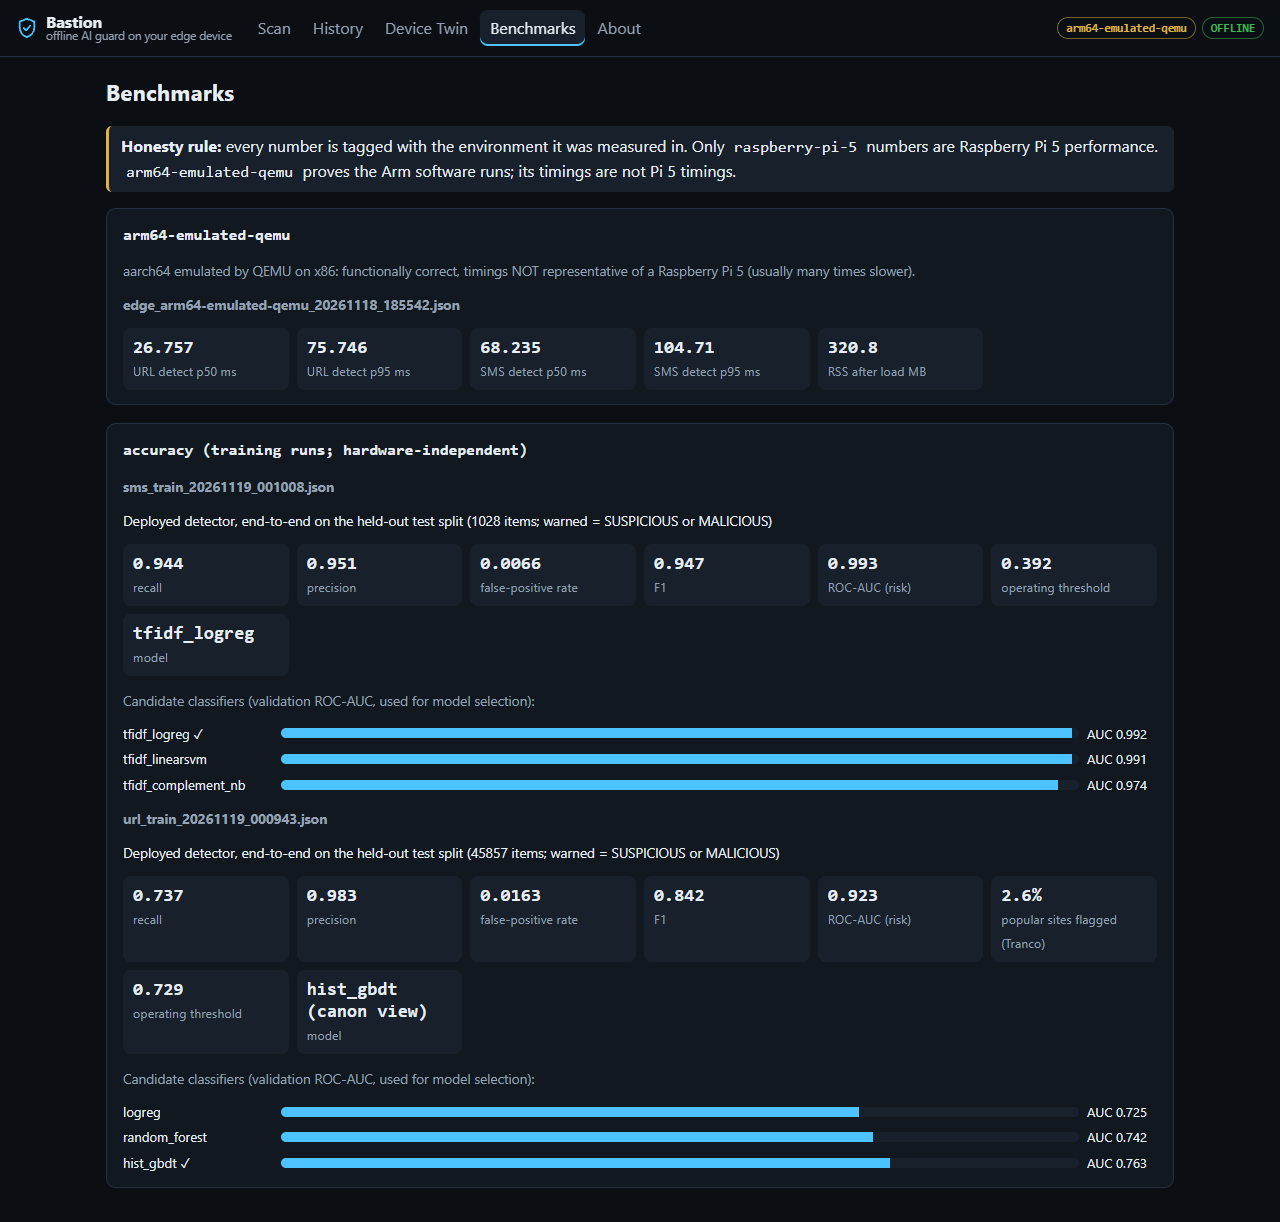 Bastion
offline AI guard on your edge device
Scan
History
Device Twin
Benchmarks
About
arm64-emulated-qemu
OFFLINE
Benchmarks
Honesty rule: every number is tagged with the environment it was measured in. Only raspberry-pi-5 numbers are Raspberry Pi 5 performance.
arm64-emulated-qemu proves the Arm software runs; its timings are not Pi 5 timings.
arm64-emulated-qemu
aarch64 emulated by QEMU on x86: functionally correct, timings NOT representative of a Raspberry Pi 5 (usually many times slower).
edge_arm64-emulated-qemu_20261118_185542.json
26.757
URL detect p50 ms
75.746
URL detect p95 ms
68.235
SMS detect p50 ms
104.71
SMS detect p95 ms
320.8
RSS after load MB
accuracy (training runs; hardware-independent)
sms_train_20261119_001008.json
Deployed detector, end-to-end on the held-out test split (1028 items; warned = SUSPICIOUS or MALICIOUS)
0.944
recall
0.951
precision
0.0066
false-positive rate
0.947
F1
0.993
ROC-AUC (risk)
0.392
operating threshold
tfidf_logreg
model
Candidate classifiers (validation ROC-AUC, used for model selection):
tfidf_logreg ✓ AUC 0.992
tfidf_linearsvm AUC 0.991
tfidf_complement_nb AUC 0.974
url_train_20261119_000943.json
Deployed detector, end-to-end on the held-out test split (45857 items; warned = SUSPICIOUS or MALICIOUS)
0.737
recall
0.983
precision
0.0163
false-positive rate
0.842
F1
0.923
ROC-AUC (risk)
2.6%
popular sites flagged
(Tranco)
0.729
operating threshold
hist_gbdt
(canon view)
model
Candidate classifiers (validation ROC-AUC, used for model selection):
logreg AUC 0.725
random_forest AUC 0.742
hist_gbdt ✓ AUC 0.763